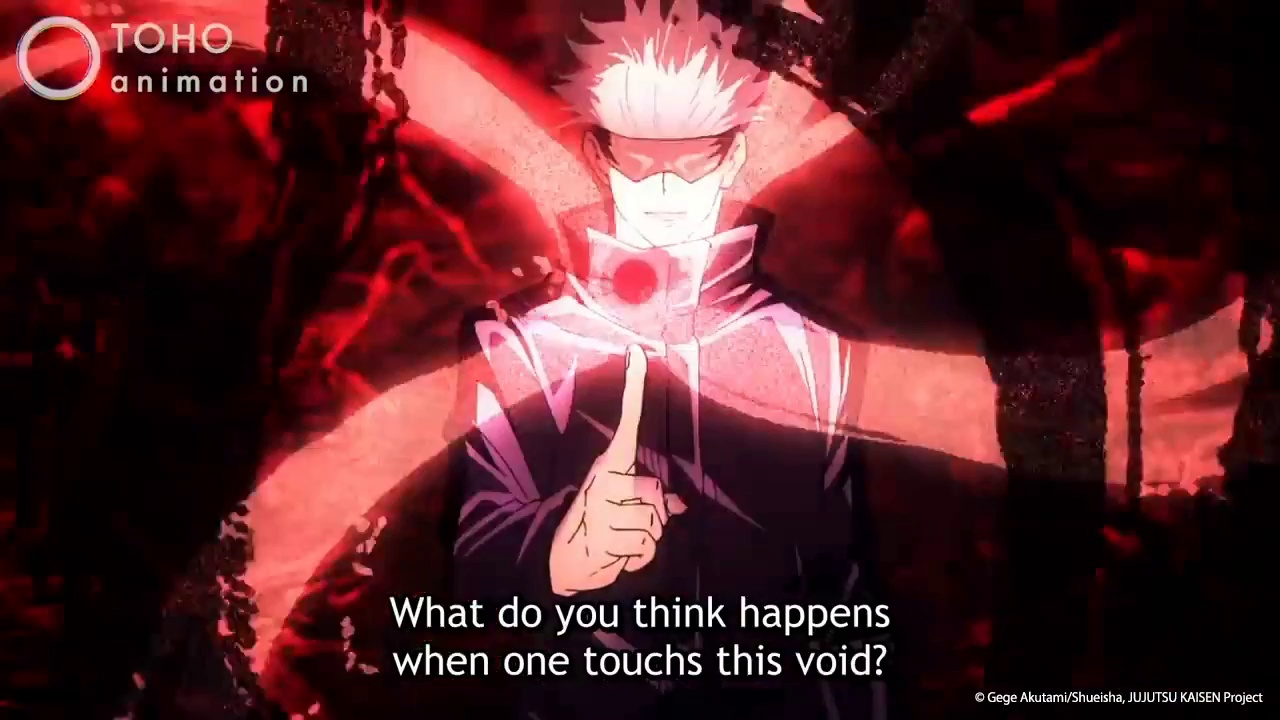 TOHO
animation
What do you think happens
when one touchs this void?
© Gege Akutami/Shueisha, JUJUTSU KAISEN Project